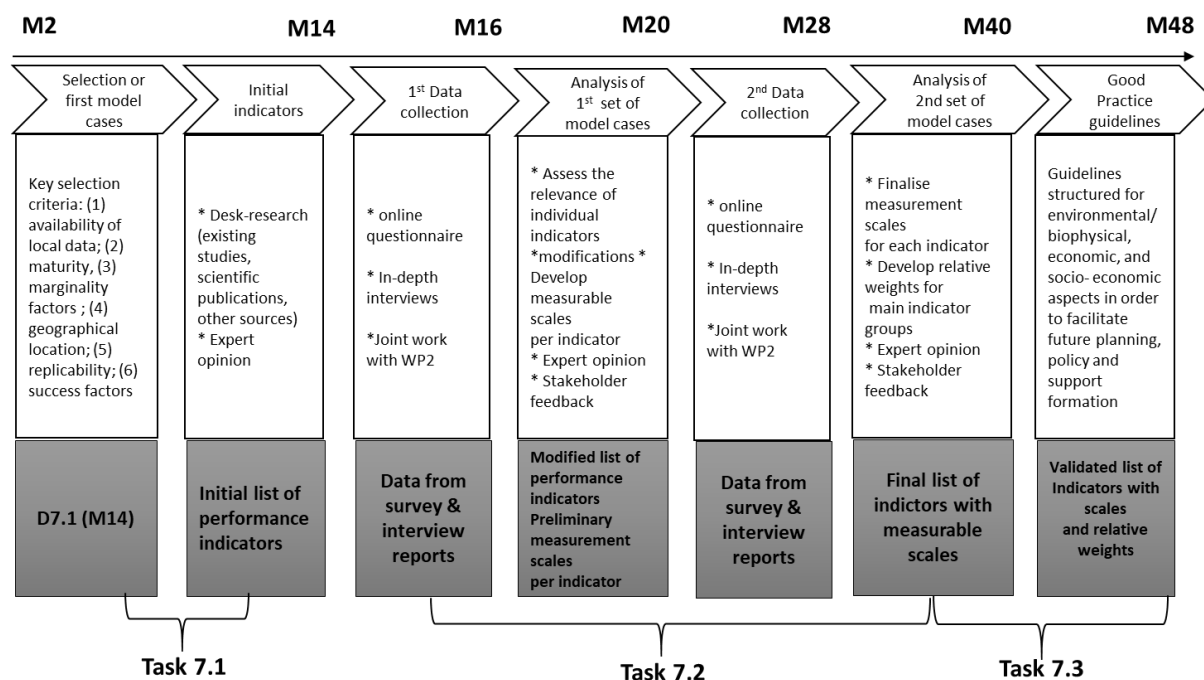 M2
M14
M16
M20
M28
M40
M48
Selection or
first model
cases
Initial
indicators
1st Data
collection
Analysis of
1st set of
model cases
2nd Data
collection
Analysis of
2nd set of
model cases
Good
Practice
guidelines
Key selection
criteria: (1)
availability of
local data; (2)
maturity, (3)
marginality
factors ; (4)
geographical
location; (5)
replicability; (6)
success factors
* Desk-research
(existing
studies,
scientific
publications,
other sources)
* Expert
opinion
* online
questionnaire
* In-depth
interviews
*Joint work
with WP2
* Assess the
relevance of
individual
indicators
*modifications *
Develop
measurable
scales
per indicator
* Expert opinion
* Stakeholder
feedback
* online
questionnaire
* In-depth
interviews
*Joint work
with WP2
* Finalise
measurement
scales
for each indicator
* Develop relative
weights for
main indicator
groups
* Expert opinion
* Stakeholder
feedback
Guidelines
structured for
environmental/
biophysical,
economic, and
socio- economic
aspects in order
to facilitate
future planning,
policy and
support
formation
D7.1 (M14)
Initial list of
performance
indicators
Data from
survey &
interview
reports
Modified list of
performance
indicators
Preliminary
measurement
scales
per indicator
Data from
survey &
interview
reports
Final list of
indictors with
measurable
scales
Validated list of
Indicators with
scales
and relative
weights
Task 7.1
Task 7.2
Task 7.3